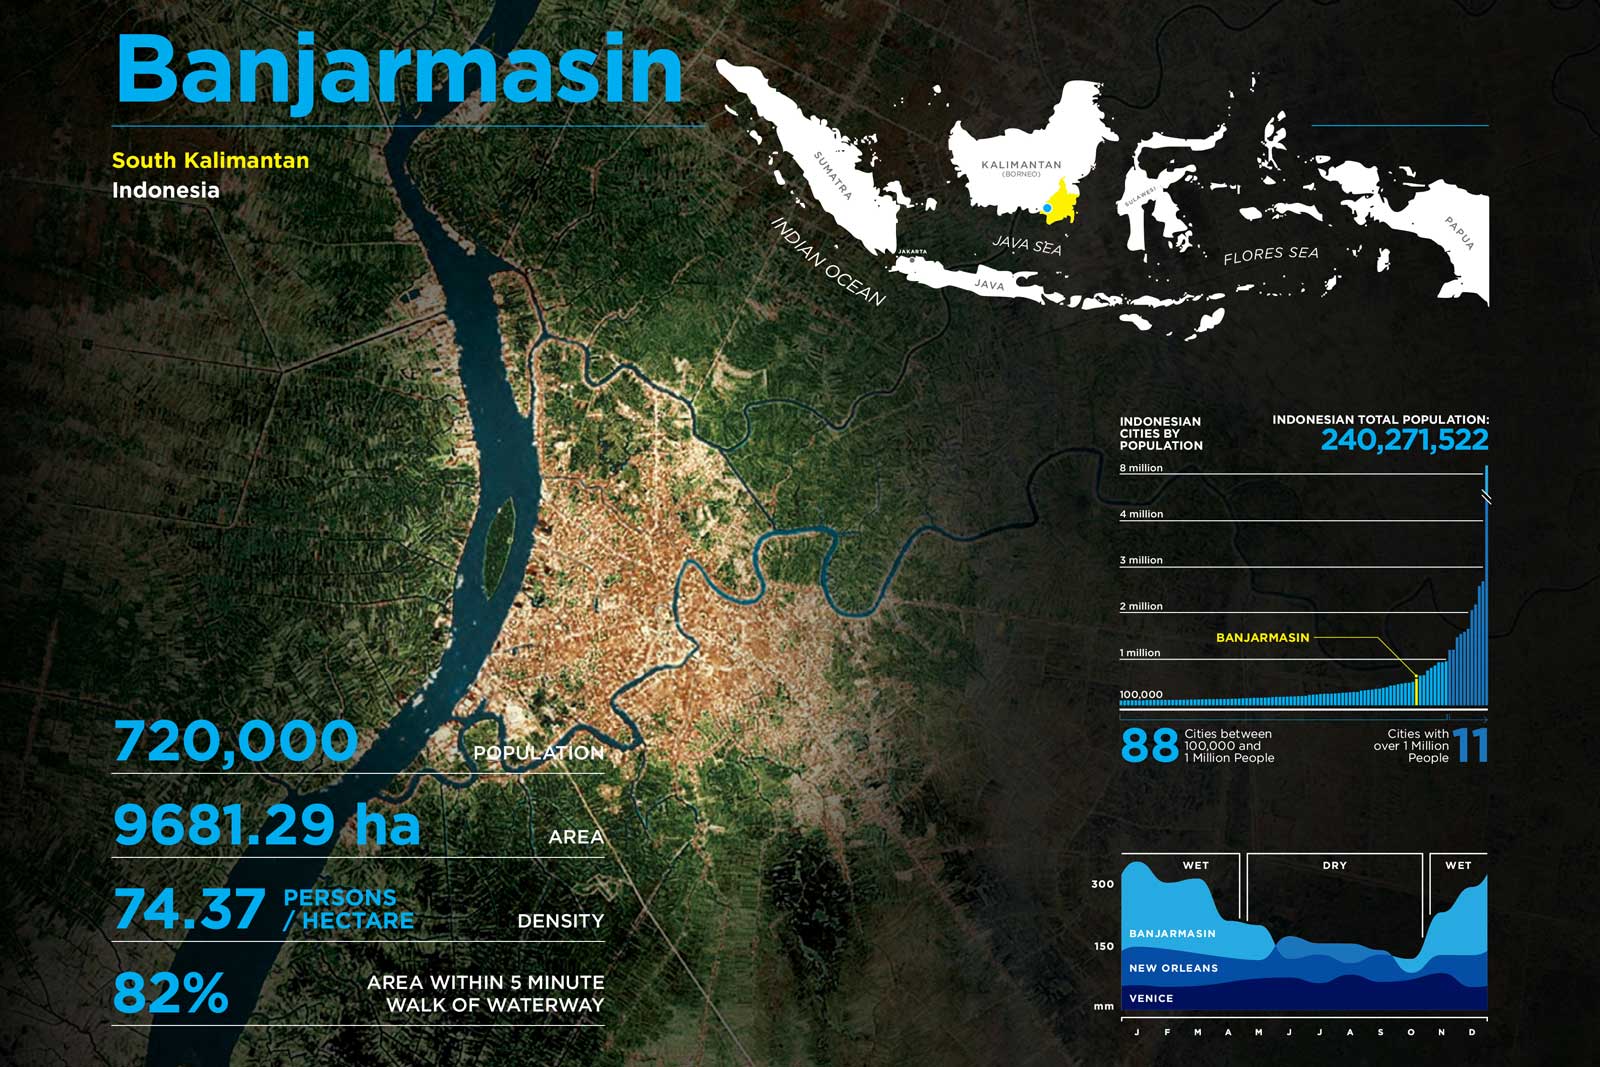 Banjarmasin
South Kalimantan
Indonesia
SUMATRA
KALIMANTAN
(BORNEO)
SULAWESI
PAPUA
INDIAN OCEAN
JAKARTA
JAVA SEA
JAVA
FLORES SEA
720,000 POPULATION
9681.29 ha AREA
74.37 PERSONS
/ HECTARE DENSITY
82% AREA WITHIN 5 MINUTE
WALK OF WATERWAY
INDONESIAN
CITIES BY
POPULATION
INDONESIAN TOTAL POPULATION:
240,271,522
8 million
4 million
3 million
2 million
BANJARMASIN
1 million
100,000
88 Cities between
100,000 and
1 Million People
Cities with
over 1 Million
People 11
WET DRY WET
300
BANJARMASIN
150
NEW ORLEANS
VENICE
mm
J F M A M J J A S O N D